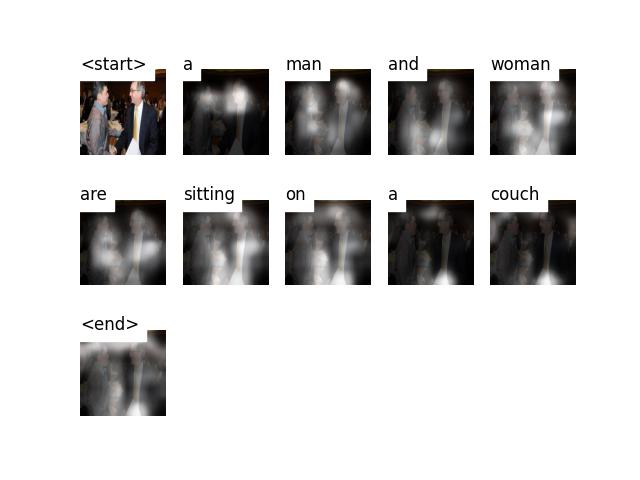 <start> a man and woman
are sitting on a couch
<end>